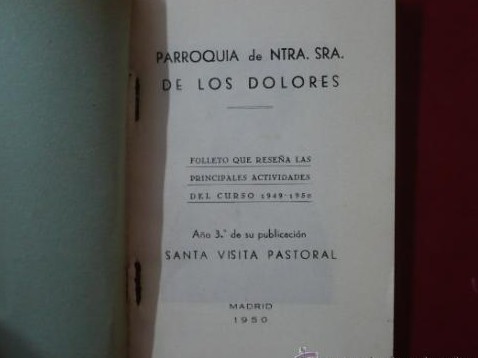 PARROQUIA de NTRA. SRA.
DE LOS DOLORES
FOLLETO QUE RESEÑA LAS
PRINCIPALES ACTIVIDADES
DEL CURSO 1949-1950
Año 3.º de su publicación
SANTA VISITA PASTORAL
MADRID
1950